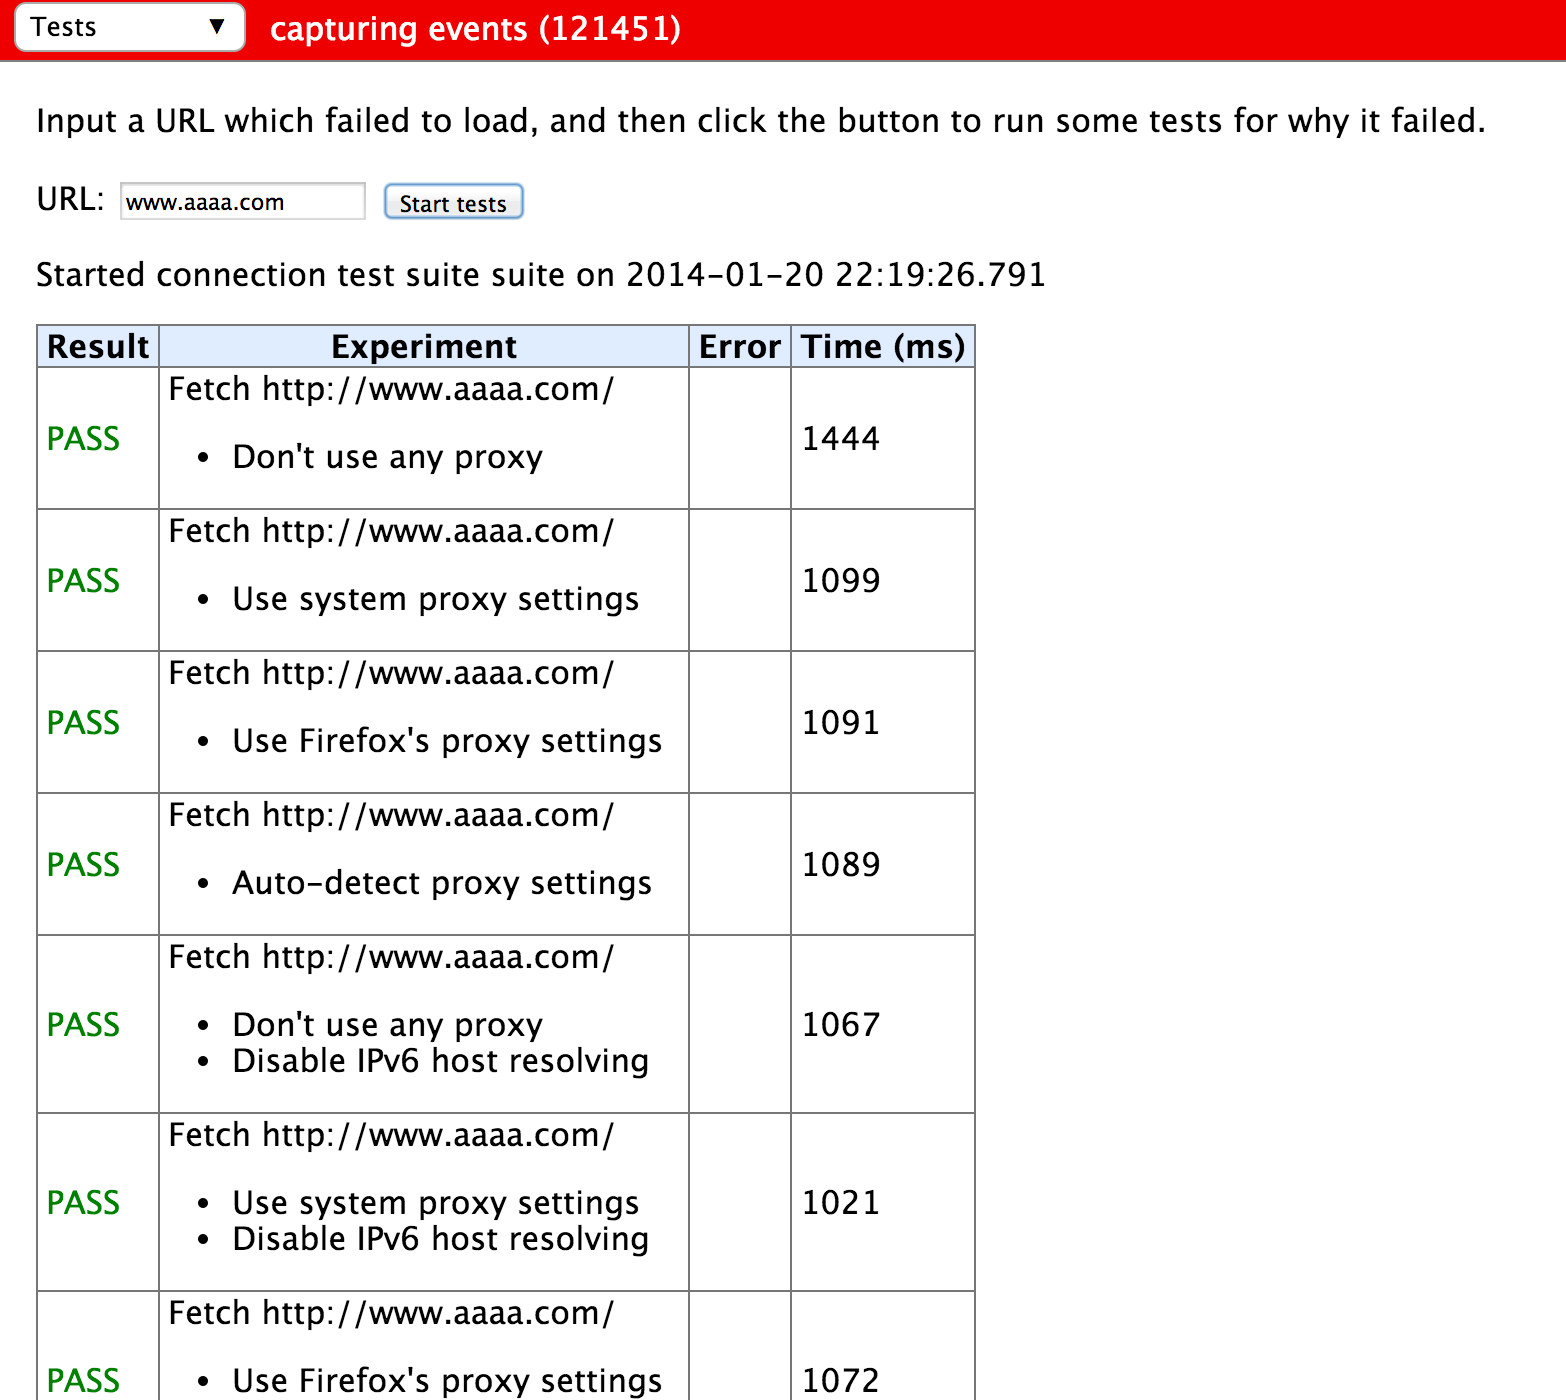 Tests ▼ capturing events (121451)
Input a URL which failed to load, and then click the button to run some tests for why it failed.
URL: www.aaaa.com Start tests
Started connection test suite suite on 2014-01-20 22:19:26.791
Result Experiment Error Time (ms)
Fetch http://www.aaaa.com/
PASS 1444
• Don't use any proxy
Fetch http://www.aaaa.com/
PASS 1099
• Use system proxy settings
Fetch http://www.aaaa.com/
PASS 1091
• Use Firefox's proxy settings
Fetch http://www.aaaa.com/
PASS 1089
• Auto-detect proxy settings
Fetch http://www.aaaa.com/
PASS • Don't use any proxy 1067
• Disable IPv6 host resolving
Fetch http://www.aaaa.com/
PASS • Use system proxy settings 1021
• Disable IPv6 host resolving
Fetch http://www.aaaa.com/
PASS • Use Firefox's proxy settings 1072